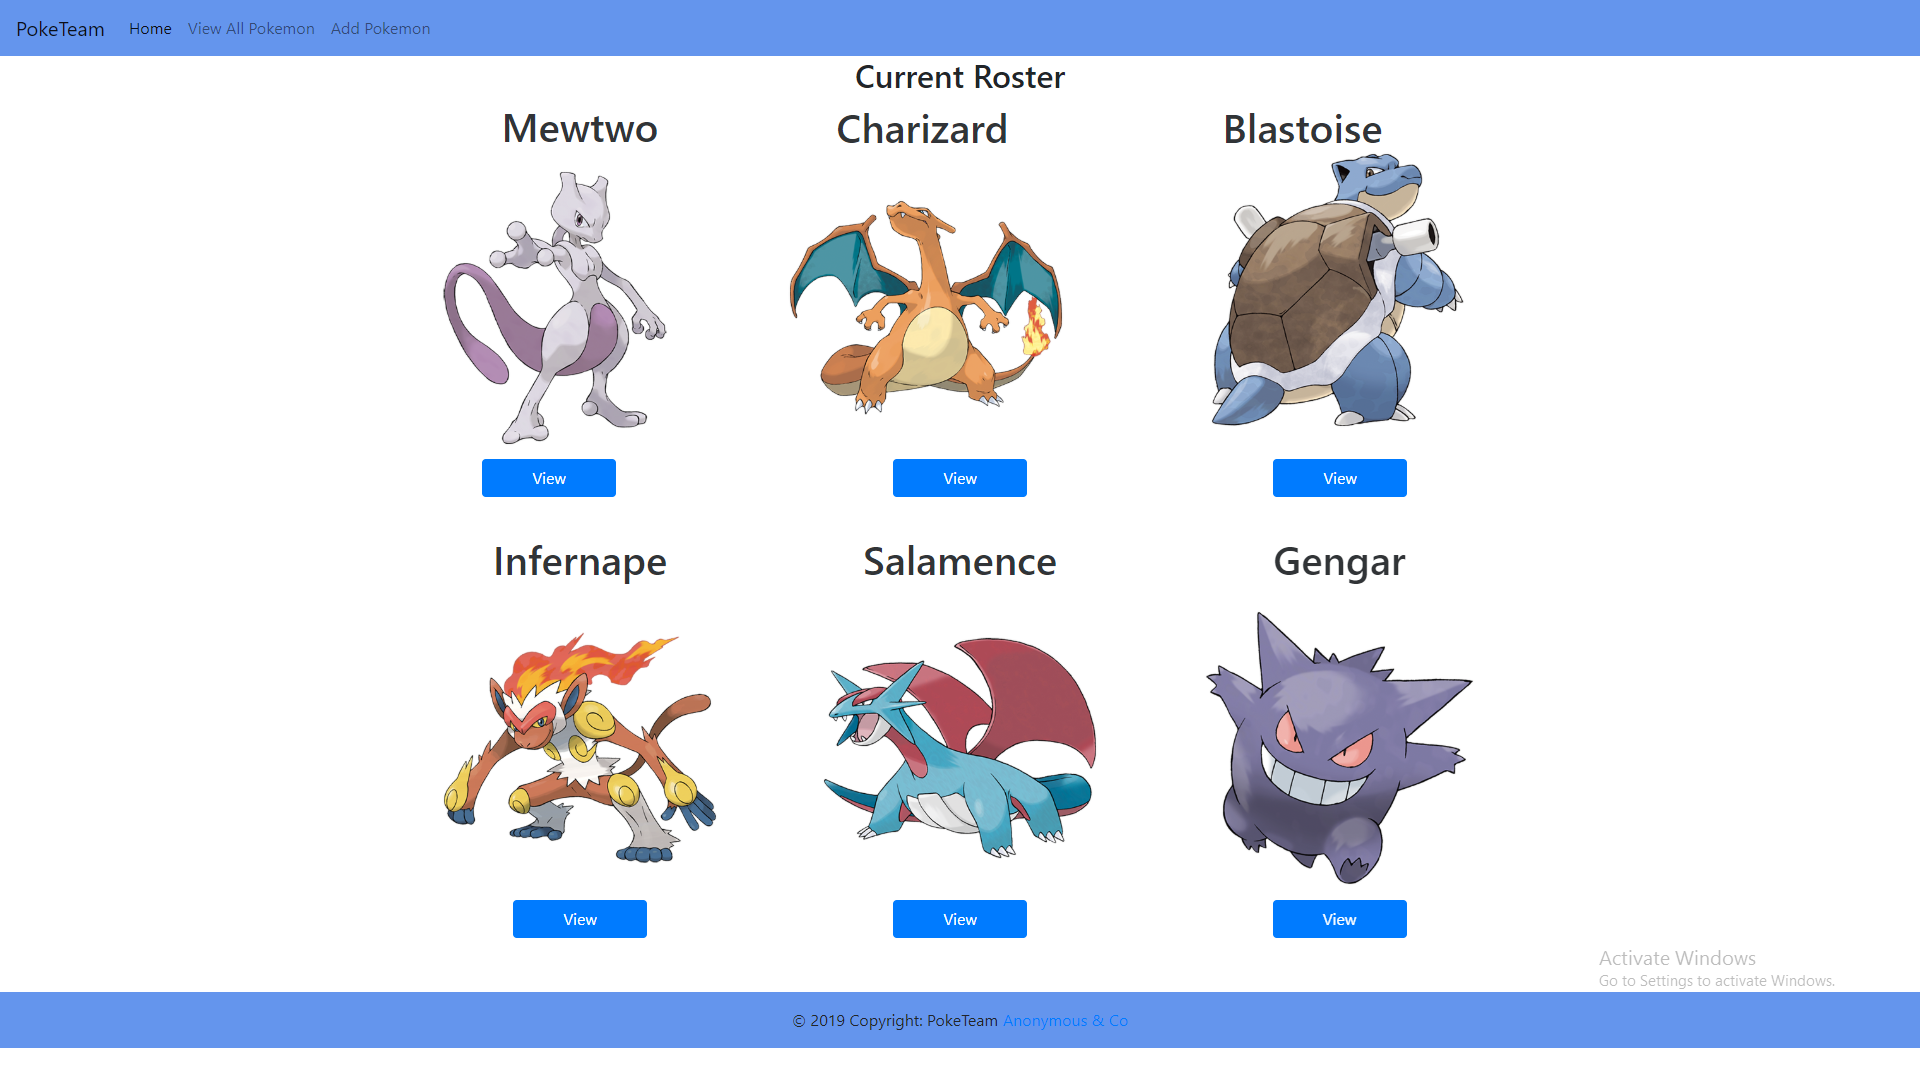 PokeTeam Home View All Pokemon Add Pokemon
Current Roster
Mewtwo Charizard Blastoise
View View View
Infernape Salamence Gengar
View View View
Activate Windows
Go to Settings to activate Windows.
© 2019 Copyright: PokeTeam Anonymous & Co